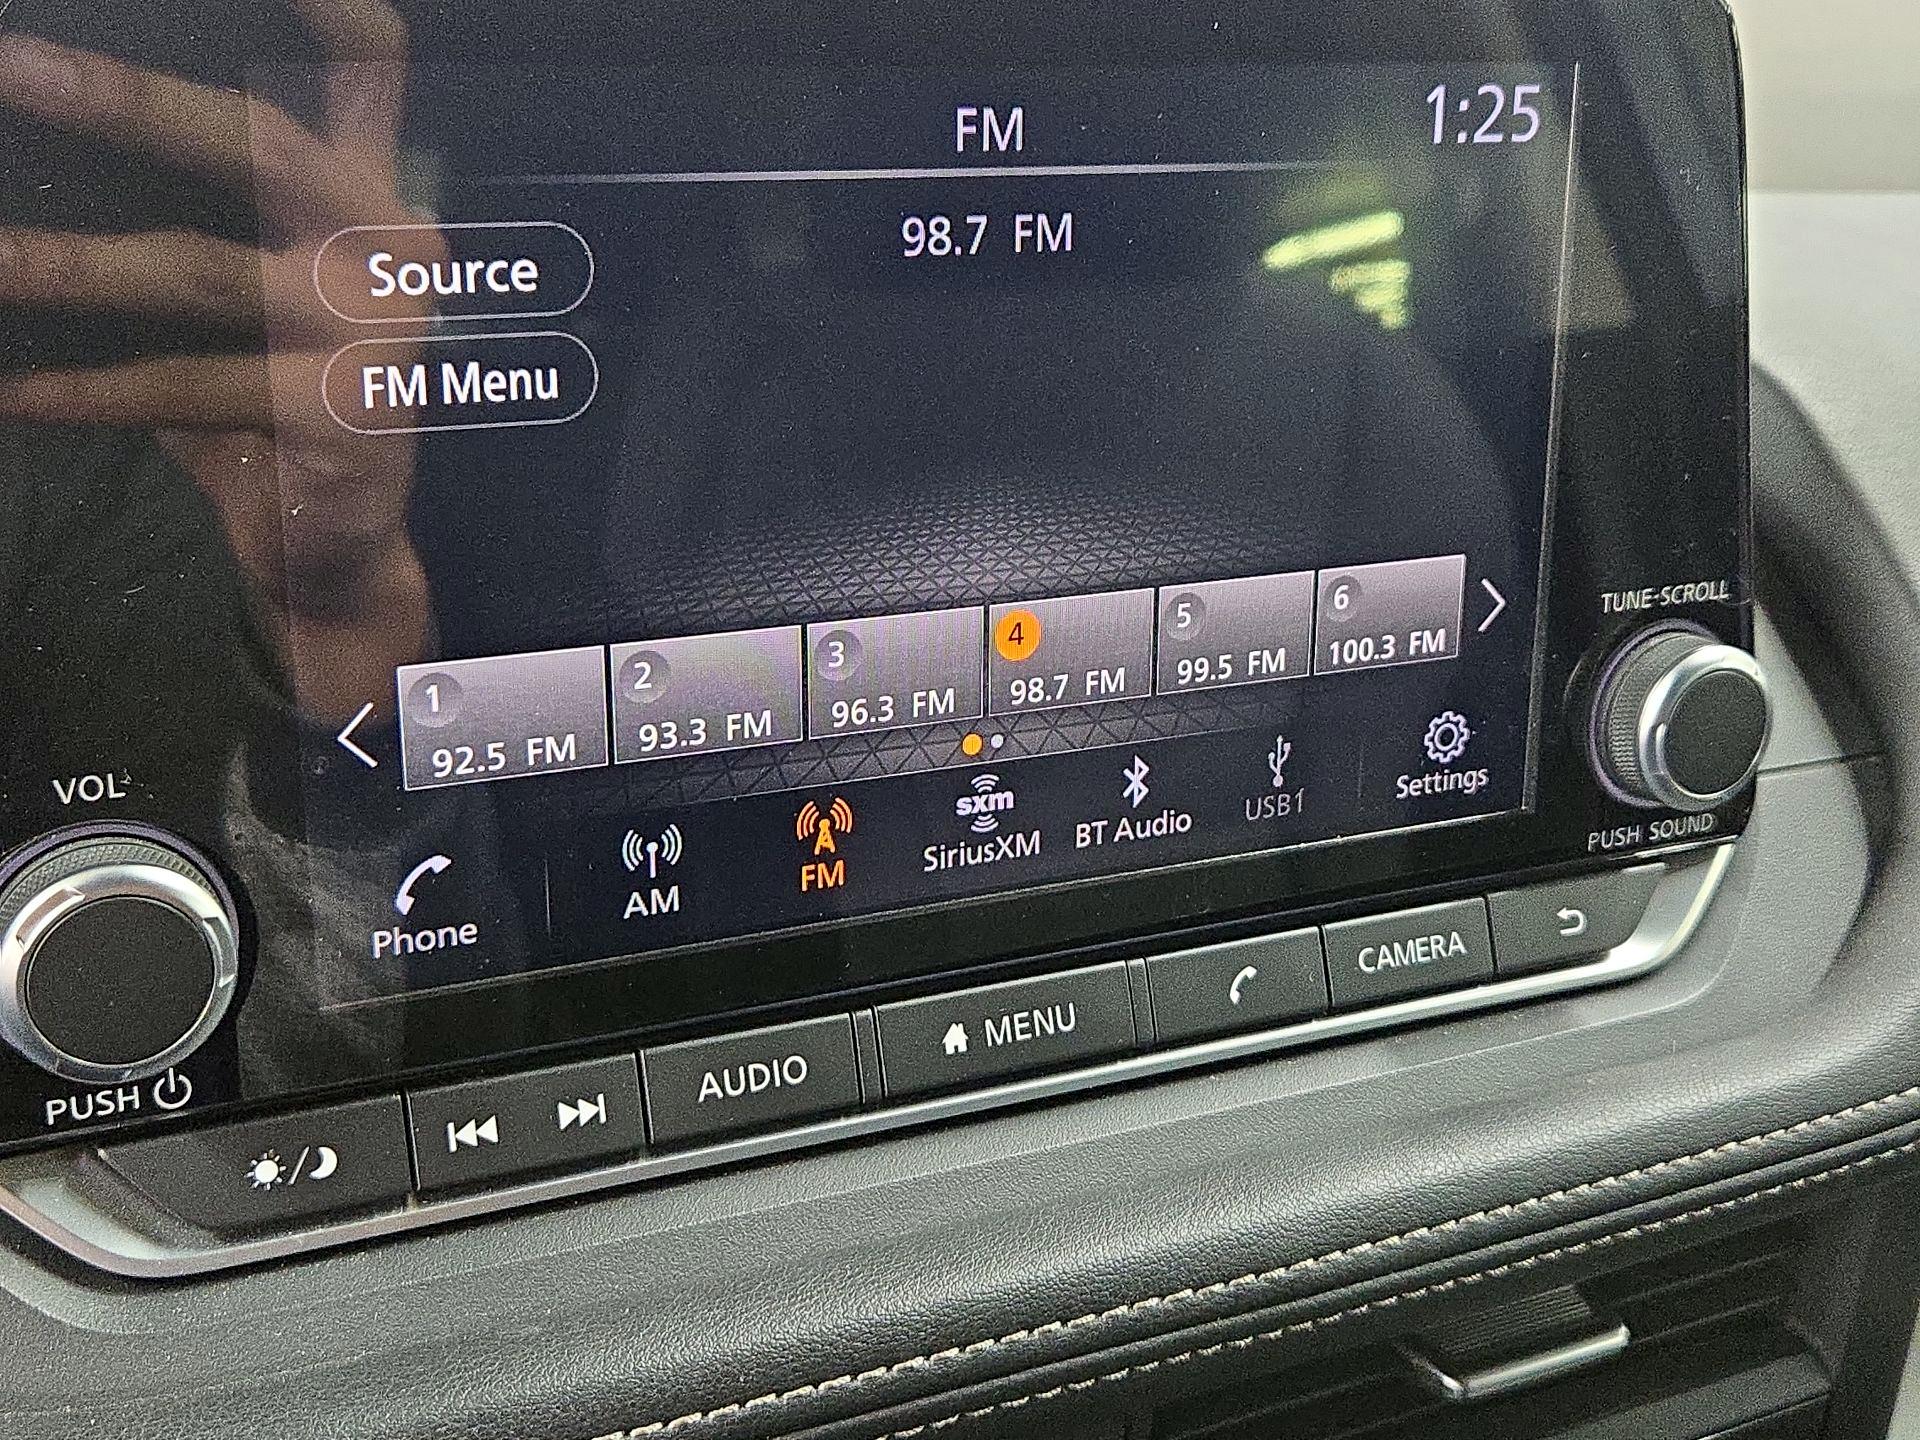 FM
1:25
98.7 FM
Source
FM Menu
1
92.5 FM
2
93.3 FM
3
96.3 FM
4
98.7 FM
5
99.5 FM
6
100.3 FM
Phone
AM
FM
sxm
SiriusXM
BT Audio
USB1
Settings
VOL
PUSH
TUNE·SCROLL
PUSH SOUND
AUDIO
MENU
CAMERA